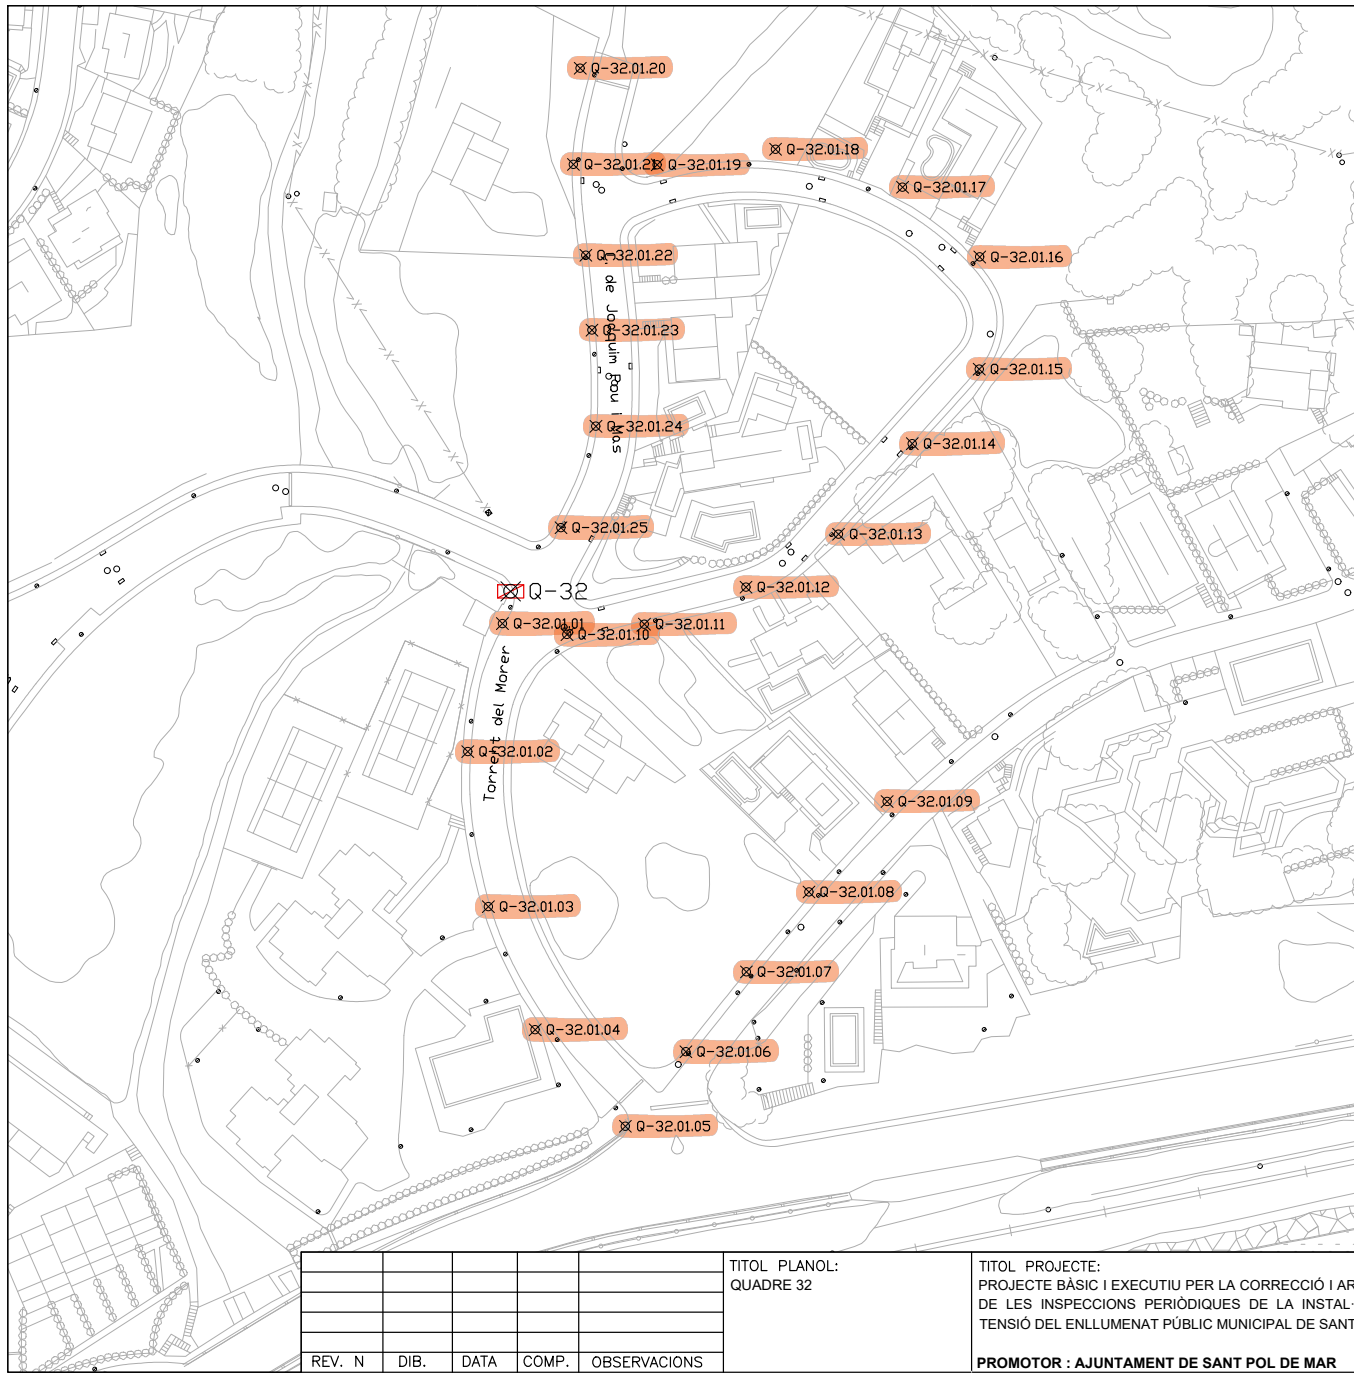 Q-32.01.20
Q-32.01.18
Q-32.01.21
Q-32.01.19
Q-32.01.17
Q-32.01.22
Q-32.01.16
C. de Joaquim Pou i Mas
Q-32.01.23
Q-32.01.15
Q-32.01.24
Q-32.01.14
Q-32.01.25
Q-32.01.13
Q-32
Q-32.01.12
Q-32.01.01
Q-32.01.10
Q-32.01.11
Torrent del Morer
Q-32.01.02
Q-32.01.09
Q-32.01.03
Q-32.01.08
Q-32.01.07
Q-32.01.04
Q-32.01.06
Q-32.01.05
TITOL PLANOL:
QUADRE 32
TITOL PROJECTE:
PROJECTE BÀSIC I EXECUTIU PER LA CORRECCIÓ I AR
DE LES INSPECCIONS PERIÒDIQUES DE LA INSTAL·
TENSIÓ DEL ENLLUMENAT PÚBLIC MUNICIPAL DE SANT
PROMOTOR : AJUNTAMENT DE SANT POL DE MAR
REV. N DIB. DATA COMP. OBSERVACIONS